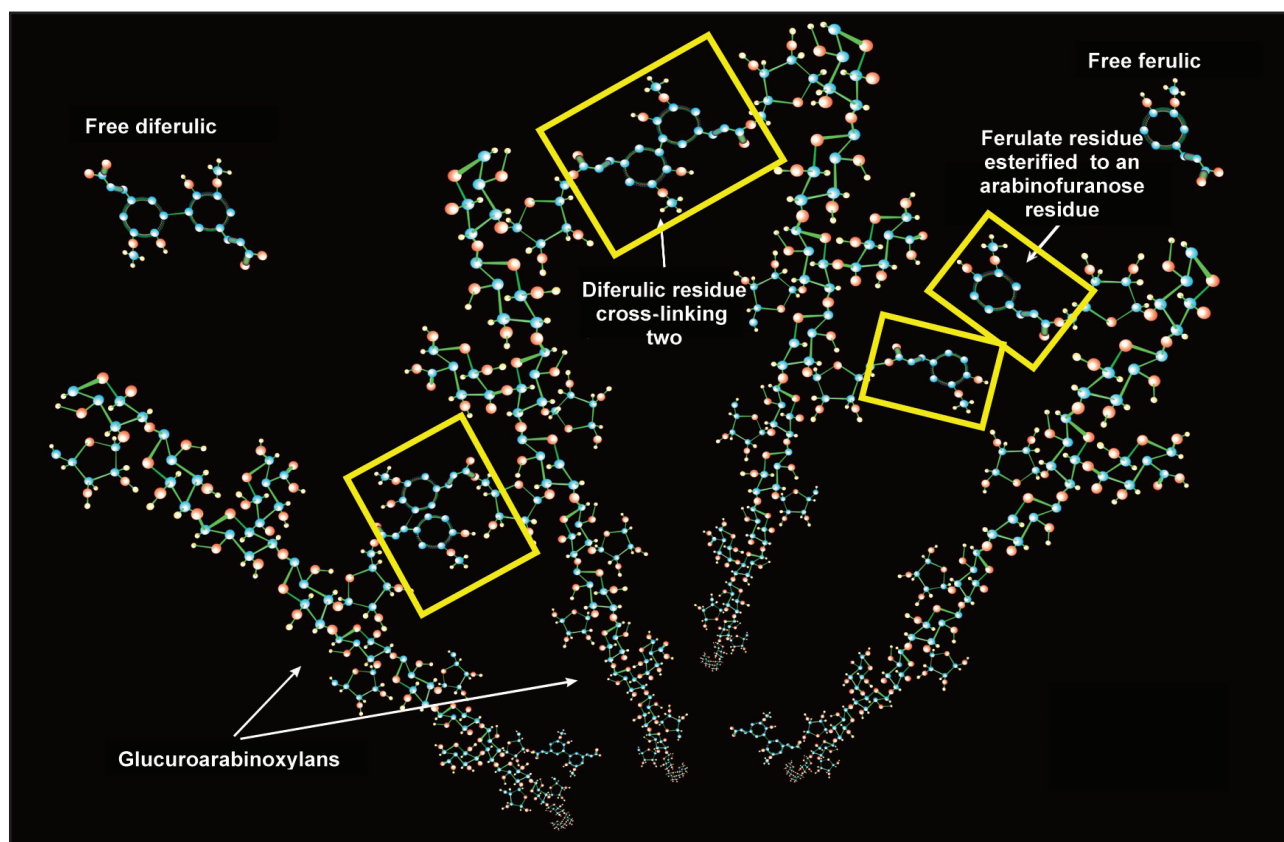 Free diferulic
Free ferulic
Ferulate residue
esterified to an
arabinofuranose
residue
Diferulic residue
cross-linking
two
Glucuroarabinoxylans